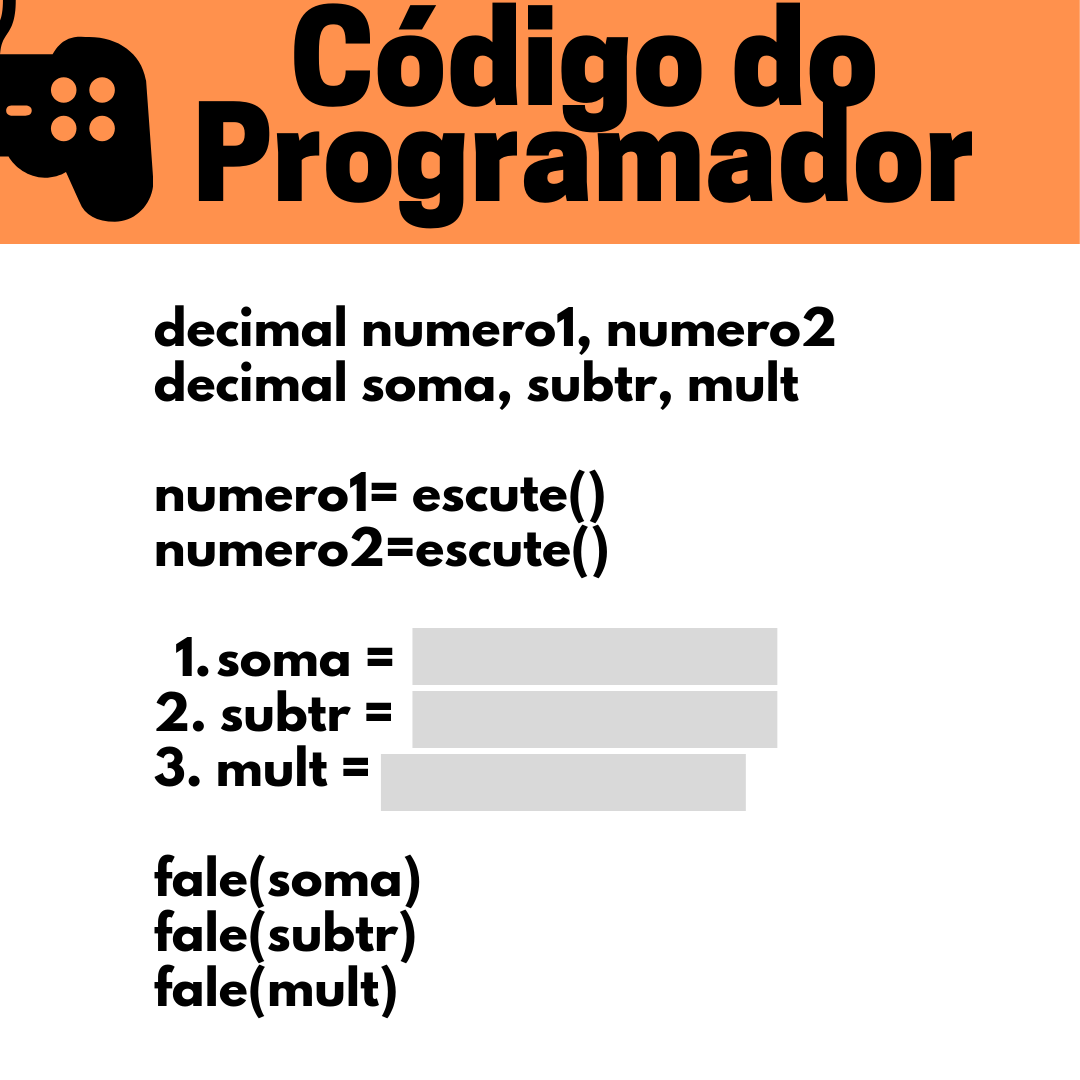 Código do
Programador
decimal numero1, numero2
decimal soma, subtr, mult
numero1= escute()
numero2=escute()
1. soma =
2. subtr =
3. mult =
fale(soma)
fale(subtr)
fale(mult)